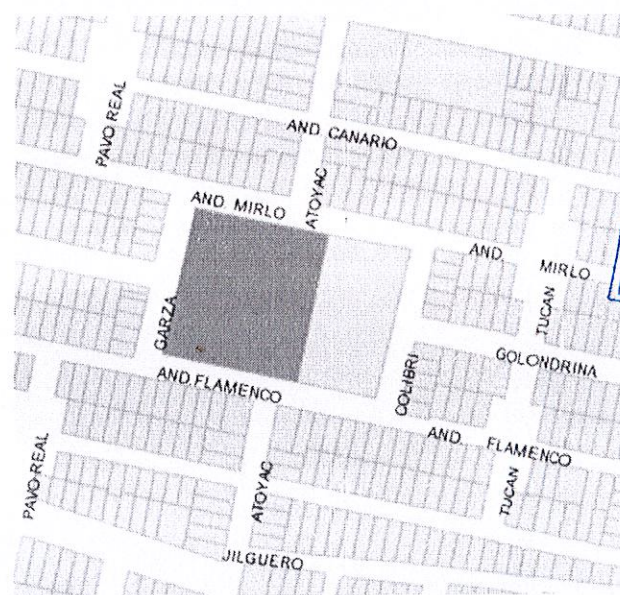 PAVO REAL
AND. CANARIO
ATOYAC
AND. MIRLO
AND. MIRLO
TUCAN
GARZA
GOLONDRINA
COLIBRI
AND. FLAMENCO
AND. FLAMENCO
PAVO REAL
ATOYAC
TUCAN
JILGUERO